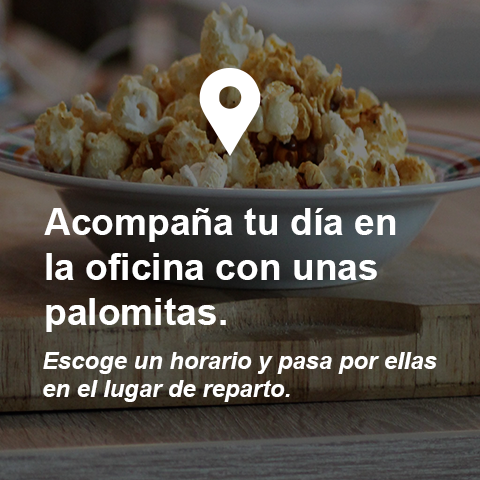 Acompaña tu día en
la oficina con unas
palomitas.
Escoge un horario y pasa por ellas
en el lugar de reparto.